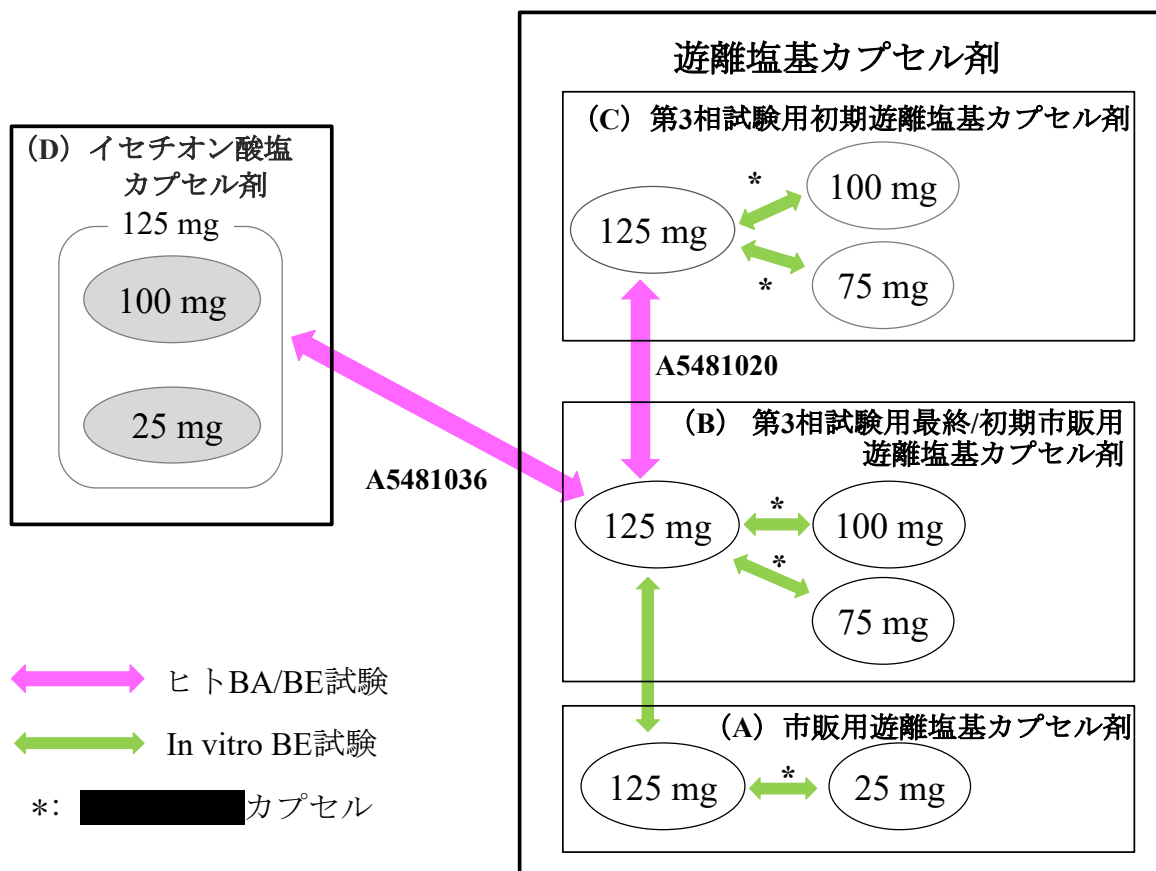 遊離塩基カプセル剤
(C) 第3相試験用初期遊離塩基カプセル剤
125 mg
*
100 mg
*
75 mg
A5481020
(D) イセチオン酸塩
カプセル剤
125 mg
100 mg
25 mg
A5481036
(B) 第3相試験用最終/初期市販用
遊離塩基カプセル剤
125 mg
*
100 mg
*
75 mg
(A) 市販用遊離塩基カプセル剤
125 mg
*
25 mg
ヒトBA/BE試験
In vitro BE試験
*: カプセル